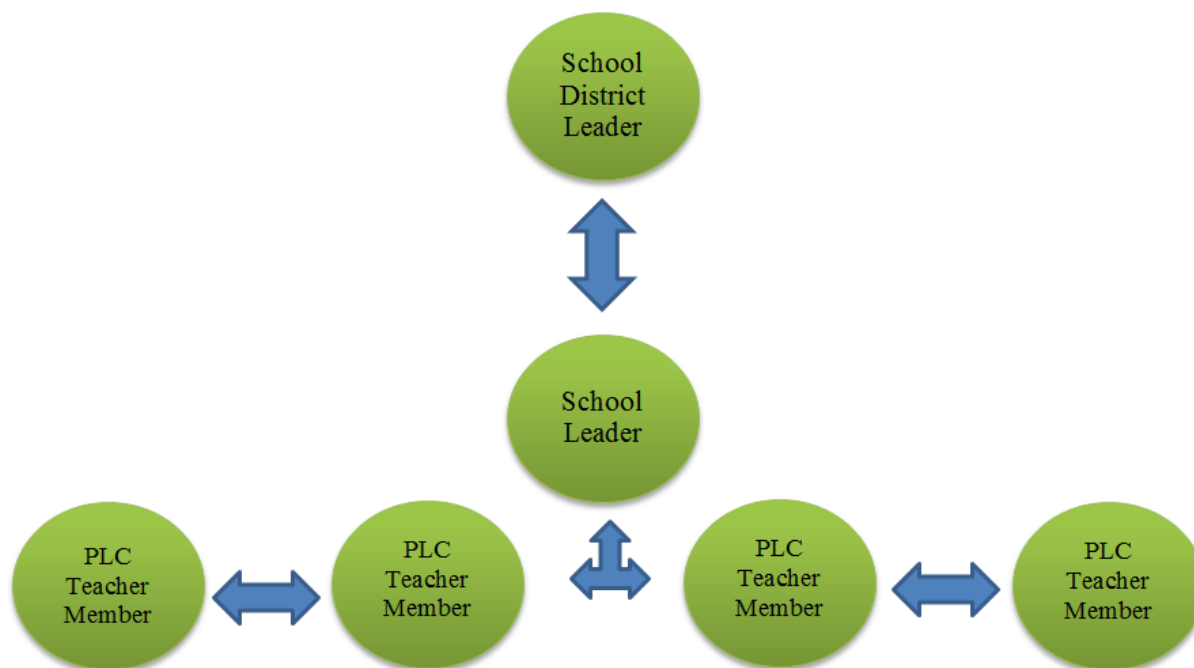 School
District
Leader
School
Leader
PLC
Teacher
Member
PLC
Teacher
Member
PLC
Teacher
Member
PLC
Teacher
Member